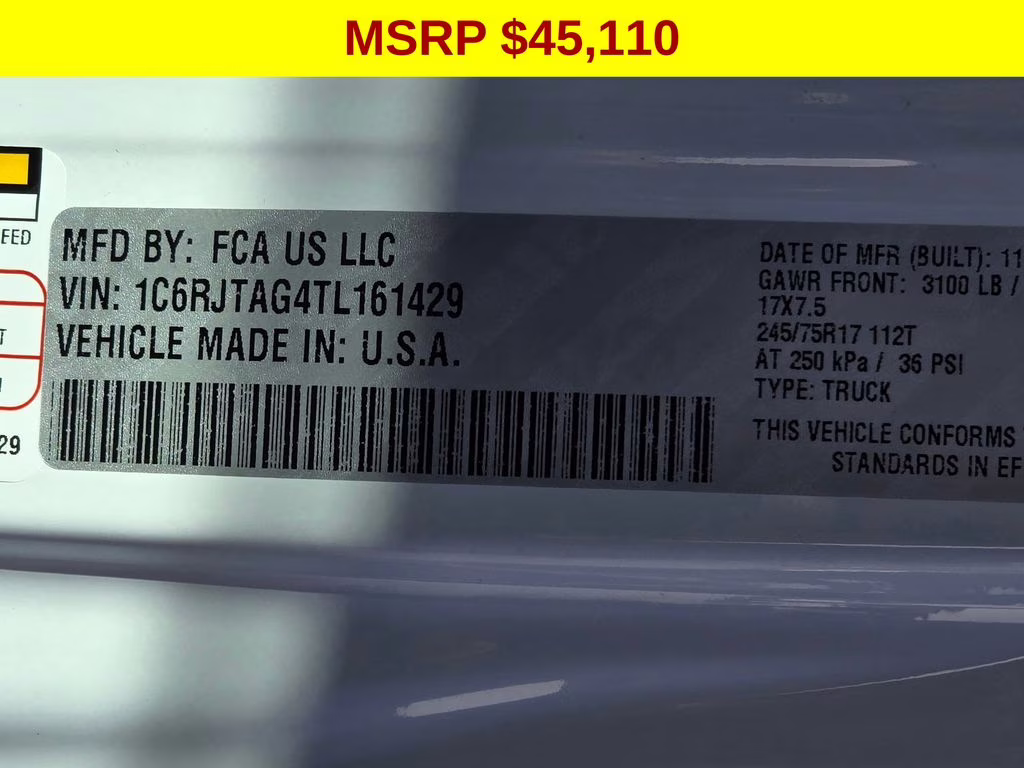 MSRP $45,110
EED
T
29
MFD BY: FCA US LLC
VIN: 1C6RJTAG4TL161429
VEHICLE MADE IN: U.S.A.
DATE OF MFR (BUILT): 11
GAWR FRONT: 3100 LB /
17X7.5
245/75R17 112T
AT 250 kPa / 36 PSI
TYPE: TRUCK
THIS VEHICLE CONFORMS
STANDARDS IN EF